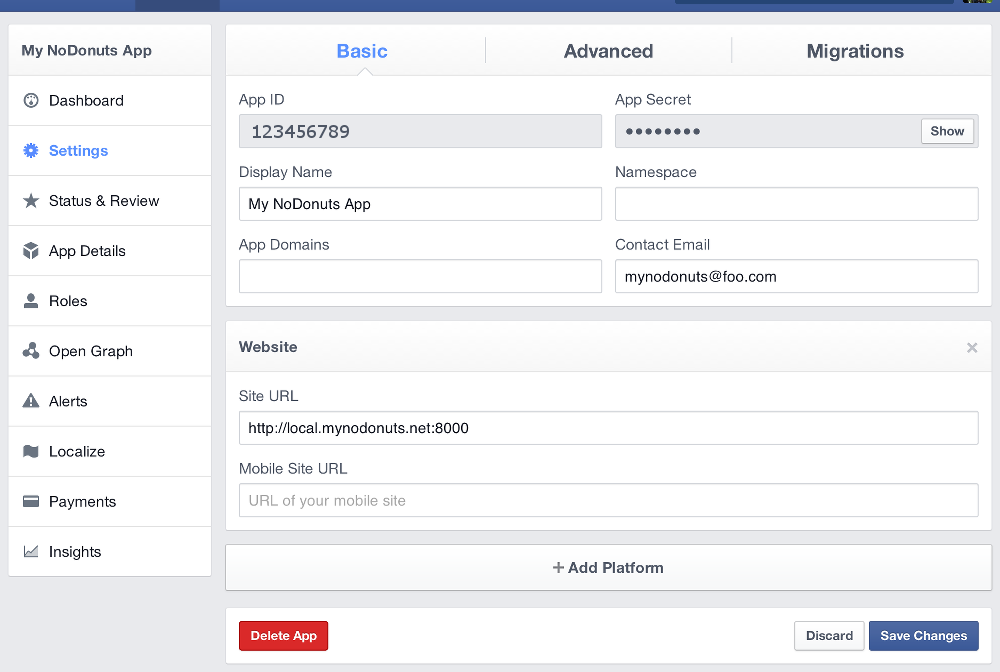 My NoDonuts App
Dashboard
Settings
Status & Review
App Details
Roles
Open Graph
Alerts
Localize
Payments
Insights
Basic Advanced Migrations
App ID App Secret
123456789 •••••••• Show
Display Name Namespace
My NoDonuts App
App Domains Contact Email
mynodonuts@foo.com
Website ×
Site URL
http://local.mynodonuts.net:8000
Mobile Site URL
URL of your mobile site
+ Add Platform
Delete App Discard Save Changes